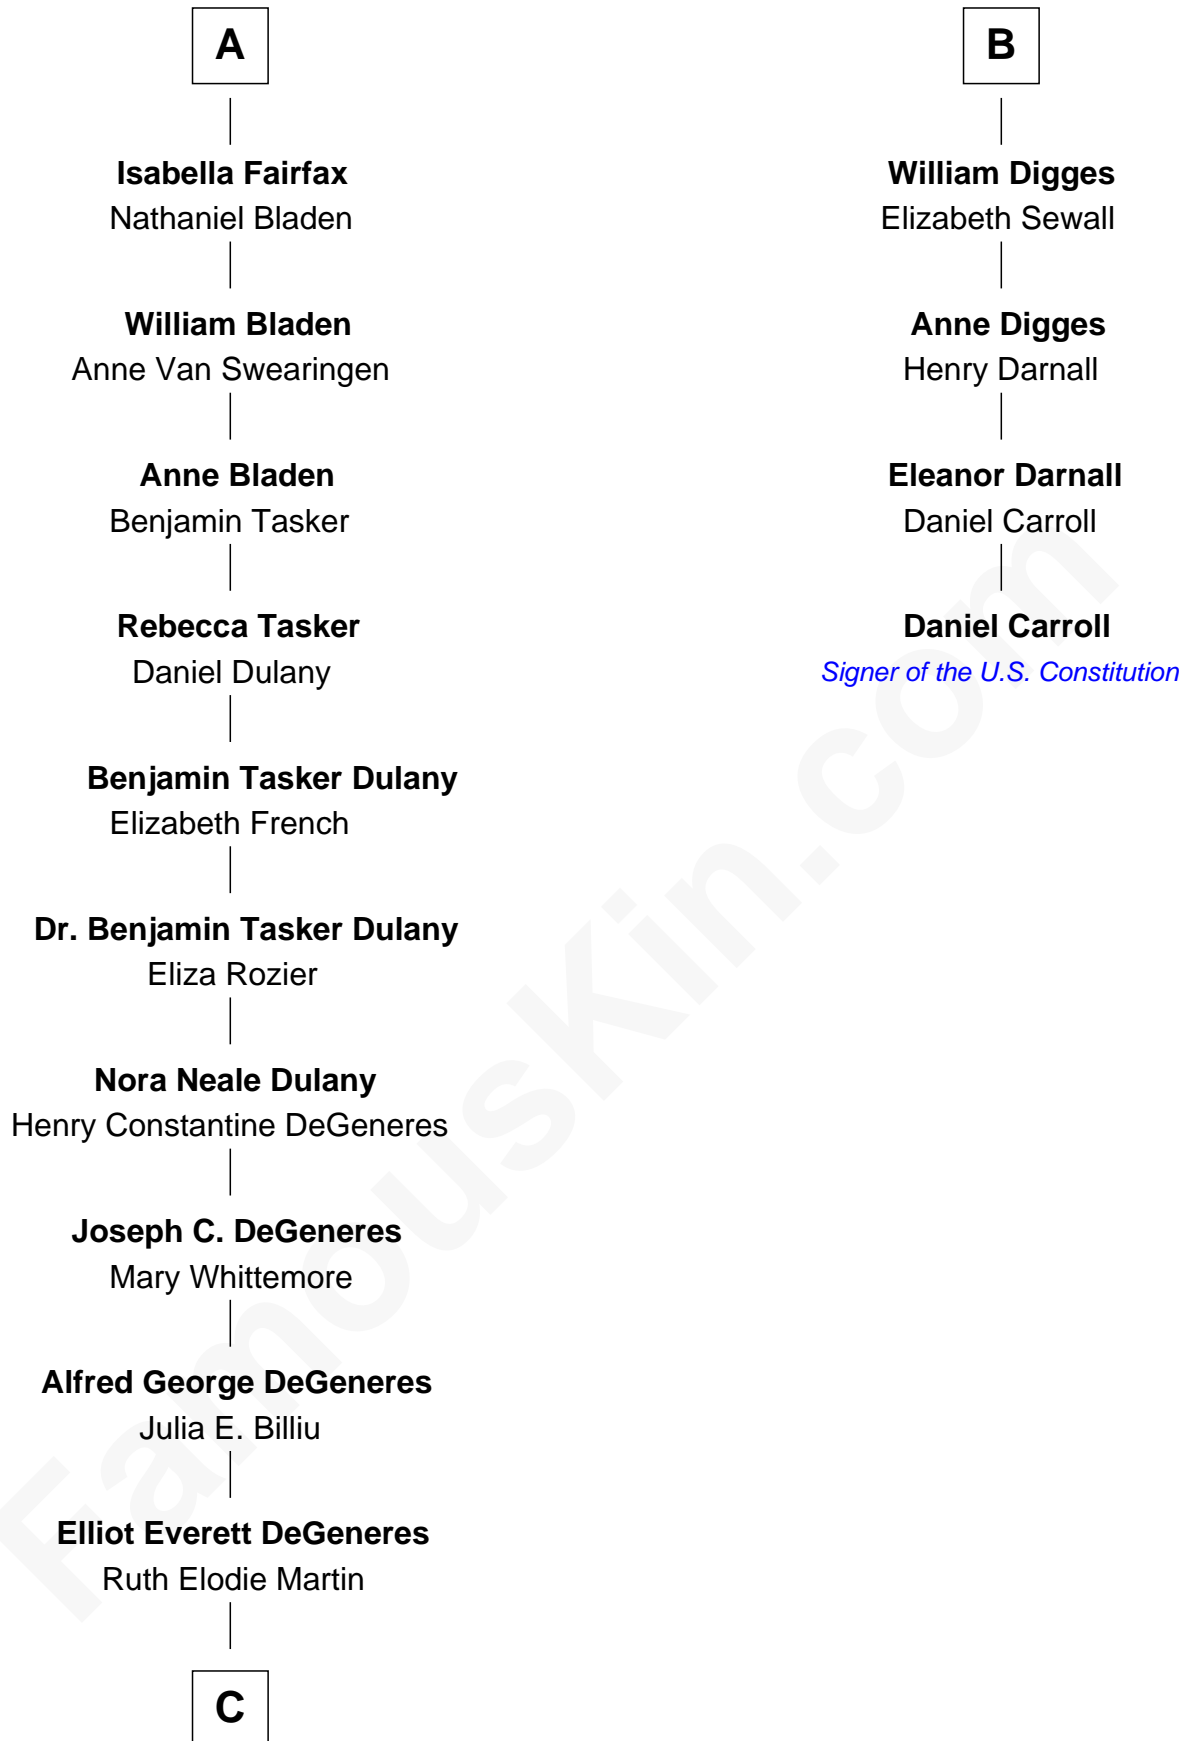 A
Isabella Fairfax
Nathaniel Bladen
William Bladen
Anne Van Swearingen
Anne Bladen
Benjamin Tasker
Rebecca Tasker
Daniel Dulany
Benjamin Tasker Dulany
Elizabeth French
Dr. Benjamin Tasker Dulany
Eliza Rozier
Nora Neale Dulany
Henry Constantine DeGeneres
Joseph C. DeGeneres
Mary Whittemore
Alfred George DeGeneres
Julia E. Billiu
Elliot Everett DeGeneres
Ruth Elodie Martin
C
B
William Digges
Elizabeth Sewall
Anne Digges
Henry Darnall
Eleanor Darnall
Daniel Carroll
Daniel Carroll
Signer of the U.S. Constitution
FamousKin.com